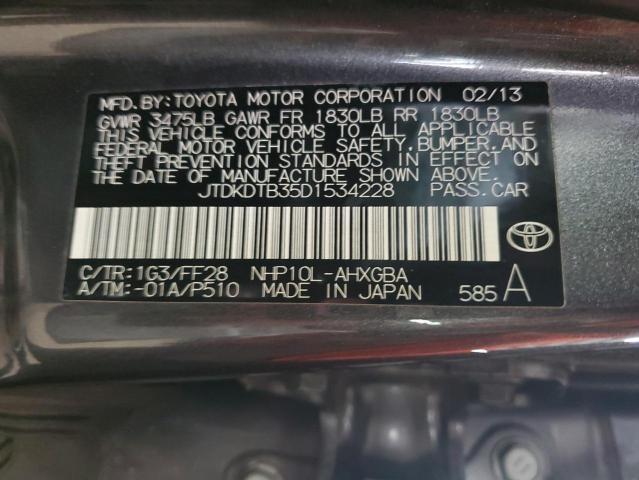 MFD. BY: TOYOTA MOTOR CORPORATION 02/13
GVWR 3475LB GAWR FR 1830LB RR 1830LB
THIS VEHICLE CONFORMS TO ALL APPLICABLE
FEDERAL MOTOR VEHICLE SAFETY, BUMPER, AND
THEFT PREVENTION STANDARDS IN EFFECT ON
THE DATE OF MANUFACTURE SHOWN ABOVE.
JTDKDTB35D1534228 PASS. CAR
C/TR: 1G3/FF28 NHP10L-AHXGBA
A/TM: -01A/P510 MADE IN JAPAN 585 A